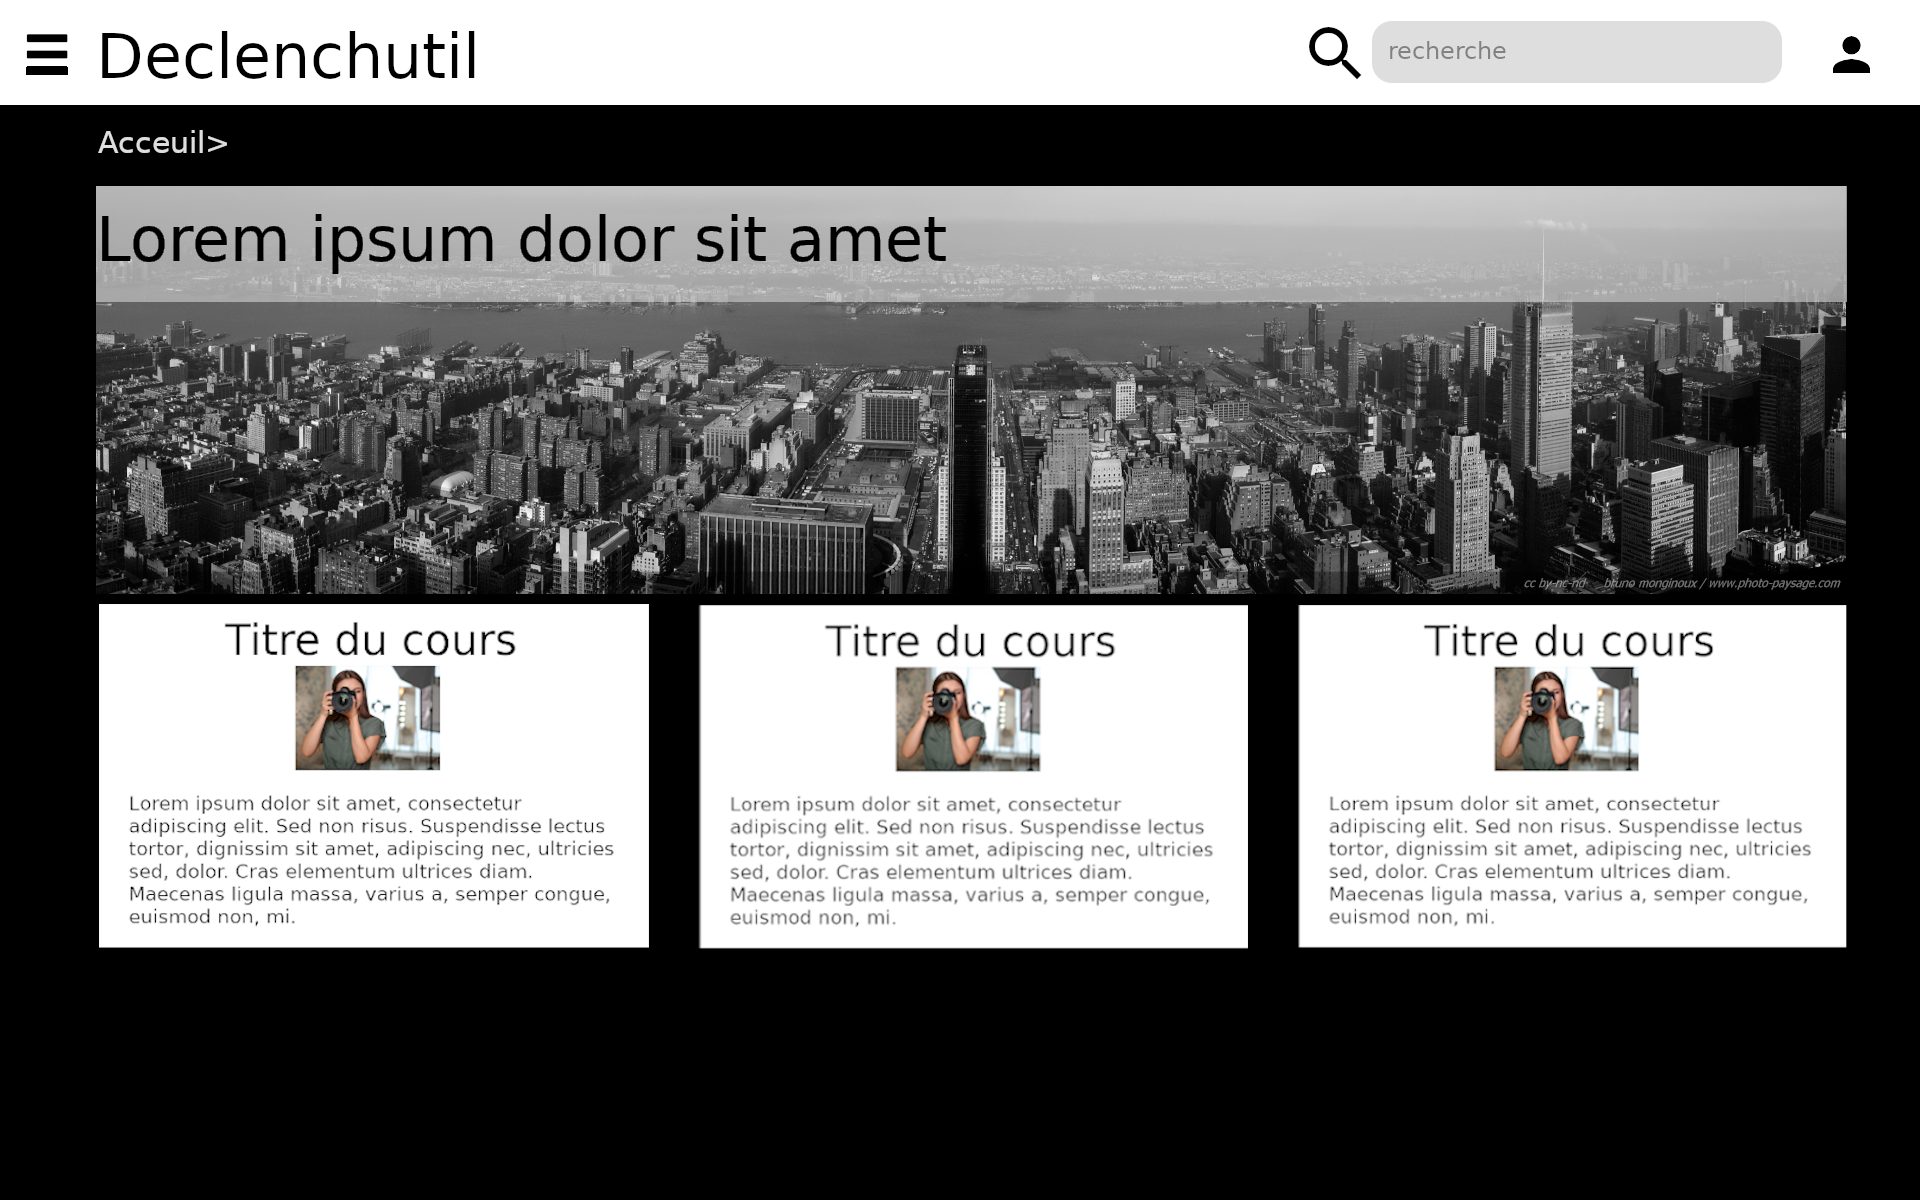 Declenchutil
recherche
Acceuil>
Lorem ipsum dolor sit amet
cc by-nc-nd bruno monginoux / www.photo-paysage.com
Titre du cours
Lorem ipsum dolor sit amet, consectetur
adipiscing elit. Sed non risus. Suspendisse lectus
tortor, dignissim sit amet, adipiscing nec, ultricies
sed, dolor. Cras elementum ultrices diam.
Maecenas ligula massa, varius a, semper congue,
euismod non, mi.
Titre du cours
Lorem ipsum dolor sit amet, consectetur
adipiscing elit. Sed non risus. Suspendisse lectus
tortor, dignissim sit amet, adipiscing nec, ultricies
sed, dolor. Cras elementum ultrices diam.
Maecenas ligula massa, varius a, semper congue,
euismod non, mi.
Titre du cours
Lorem ipsum dolor sit amet, consectetur
adipiscing elit. Sed non risus. Suspendisse lectus
tortor, dignissim sit amet, adipiscing nec, ultricies
sed, dolor. Cras elementum ultrices diam.
Maecenas ligula massa, varius a, semper congue,
euismod non, mi.